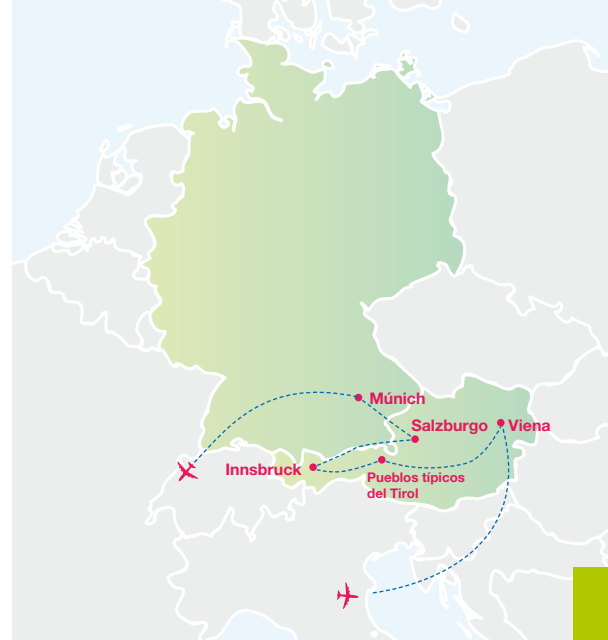 Múnich
Salzburgo
Viena
Innsbruck
Pueblos típicos
del Tirol